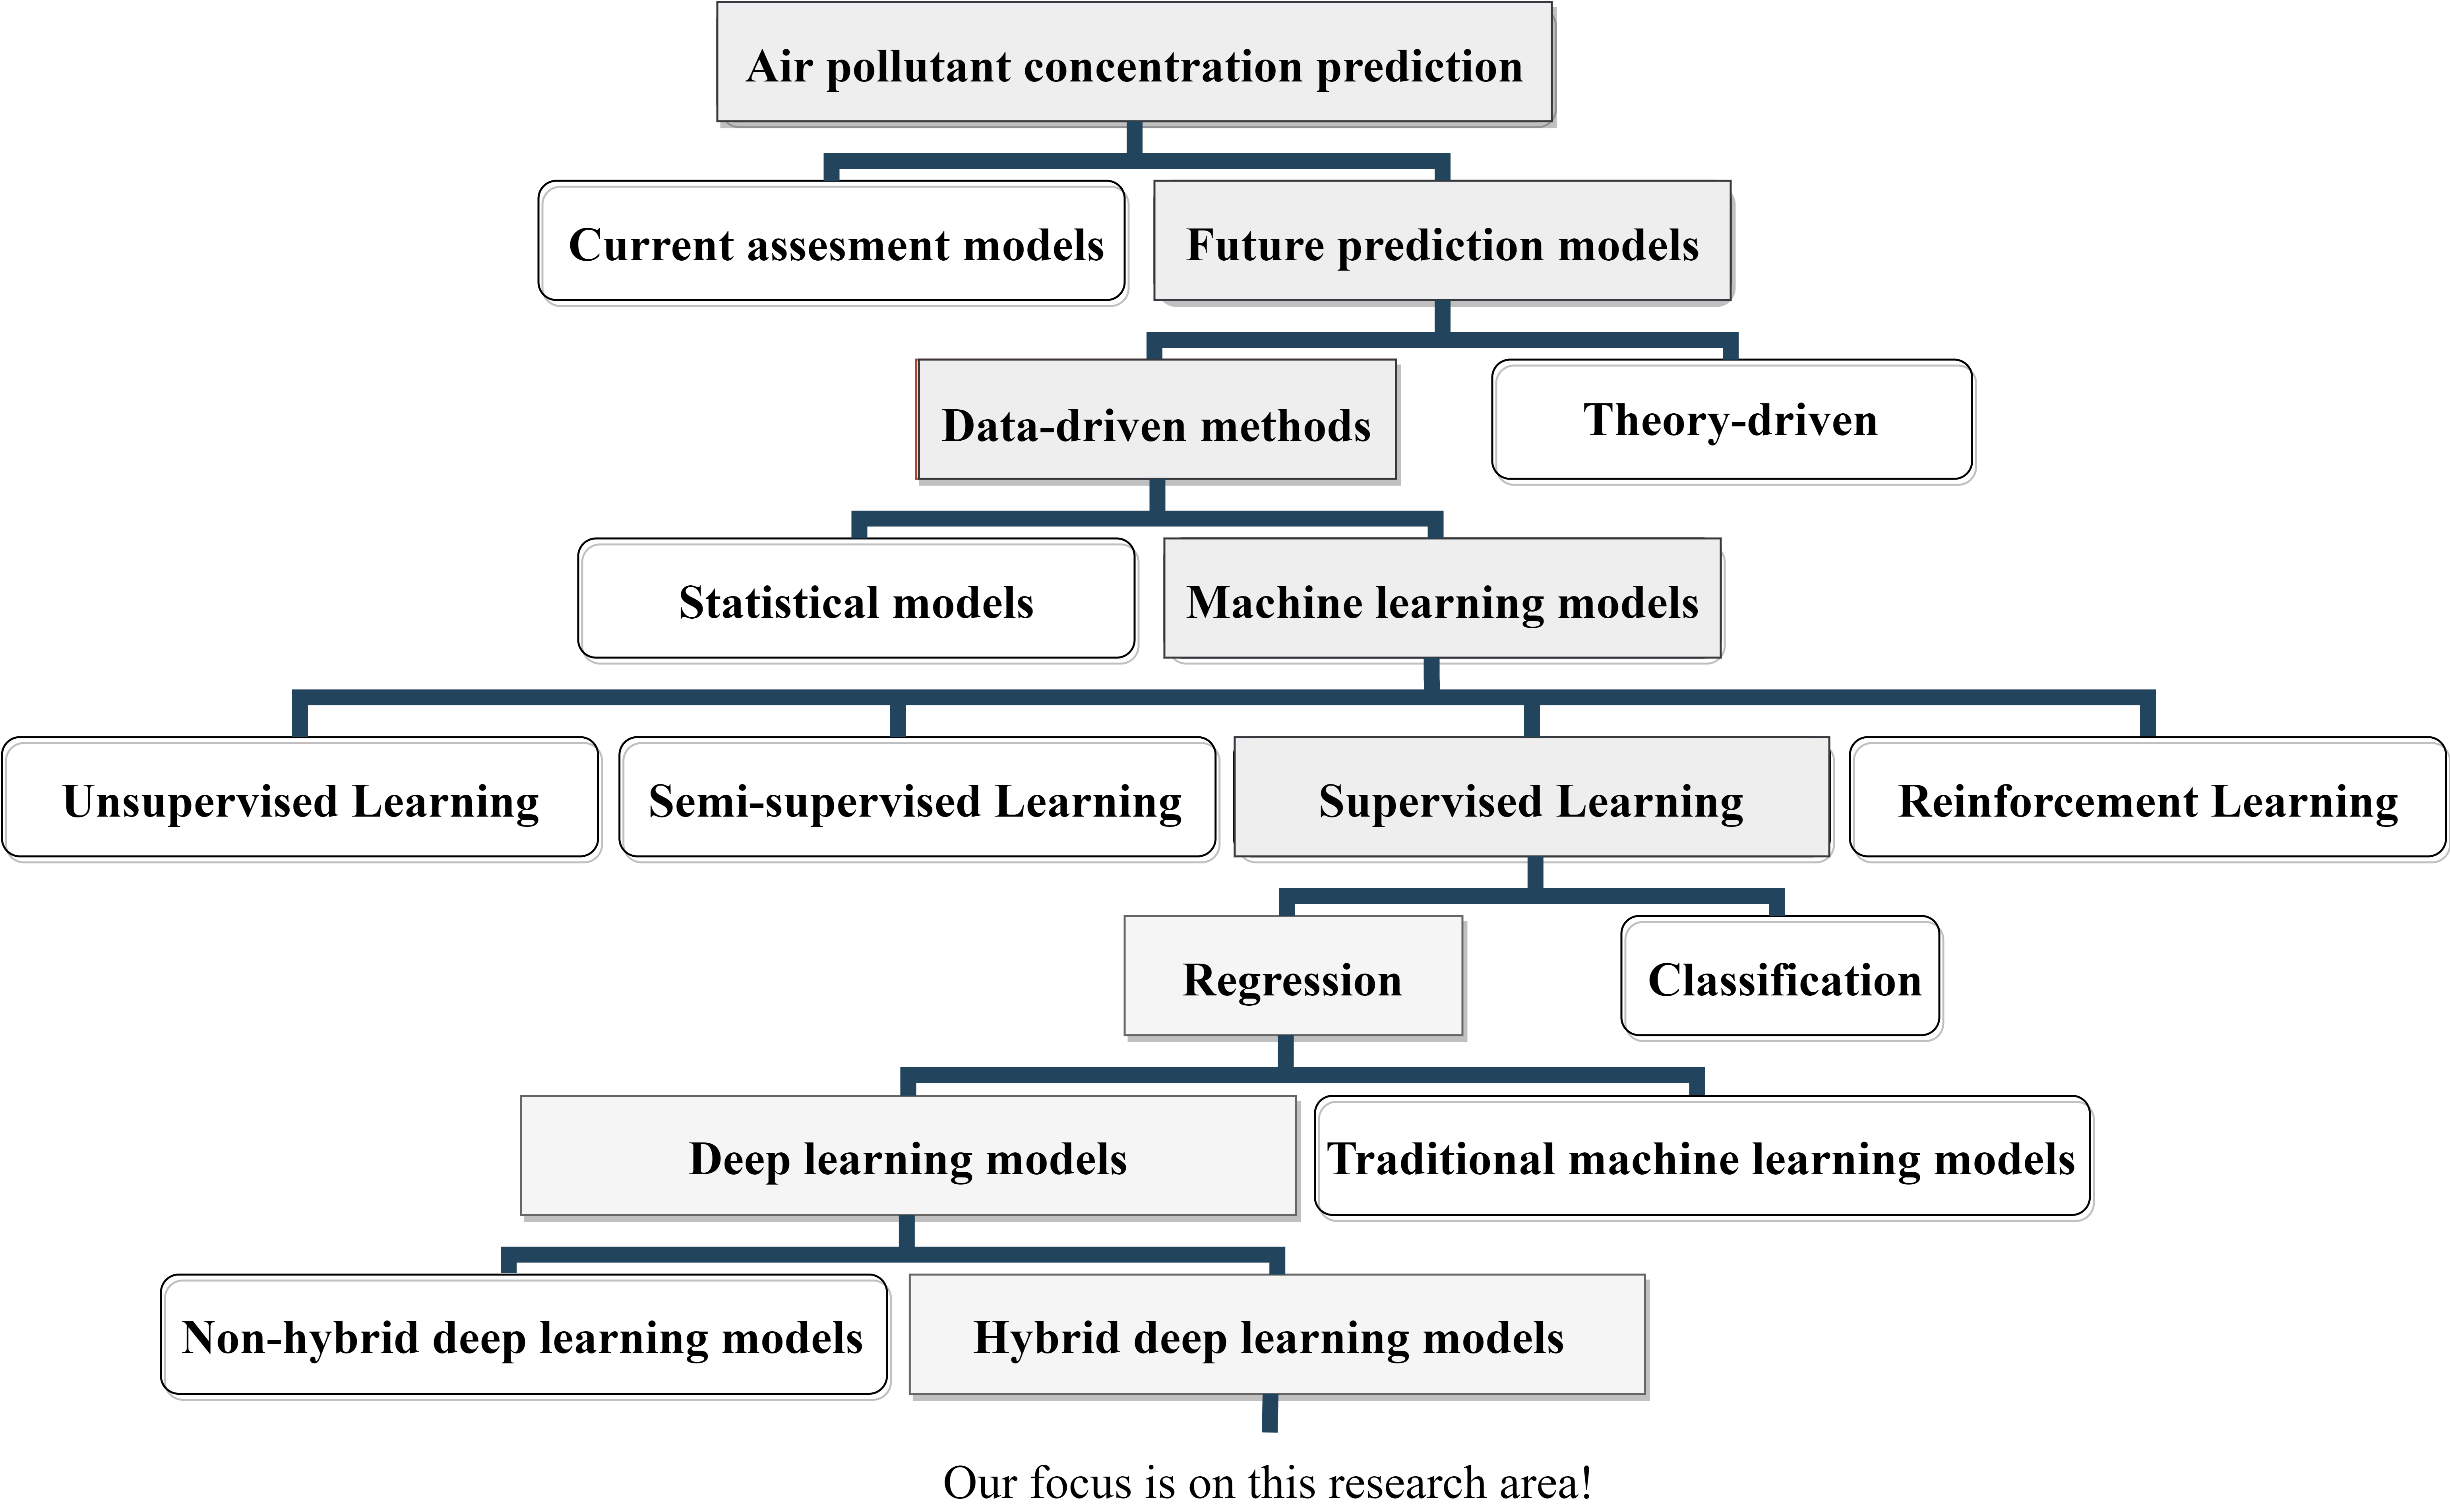 Air pollutant concentration prediction
Current assesment models
Future prediction models
Data-driven methods
Theory-driven
Statistical models
Machine learning models
Unsupervised Learning
Semi-supervised Learning
Supervised Learning
Reinforcement Learning
Regression
Classification
Deep learning models
Traditional machine learning models
Non-hybrid deep learning models
Hybrid deep learning models
Our focus is on this research area!